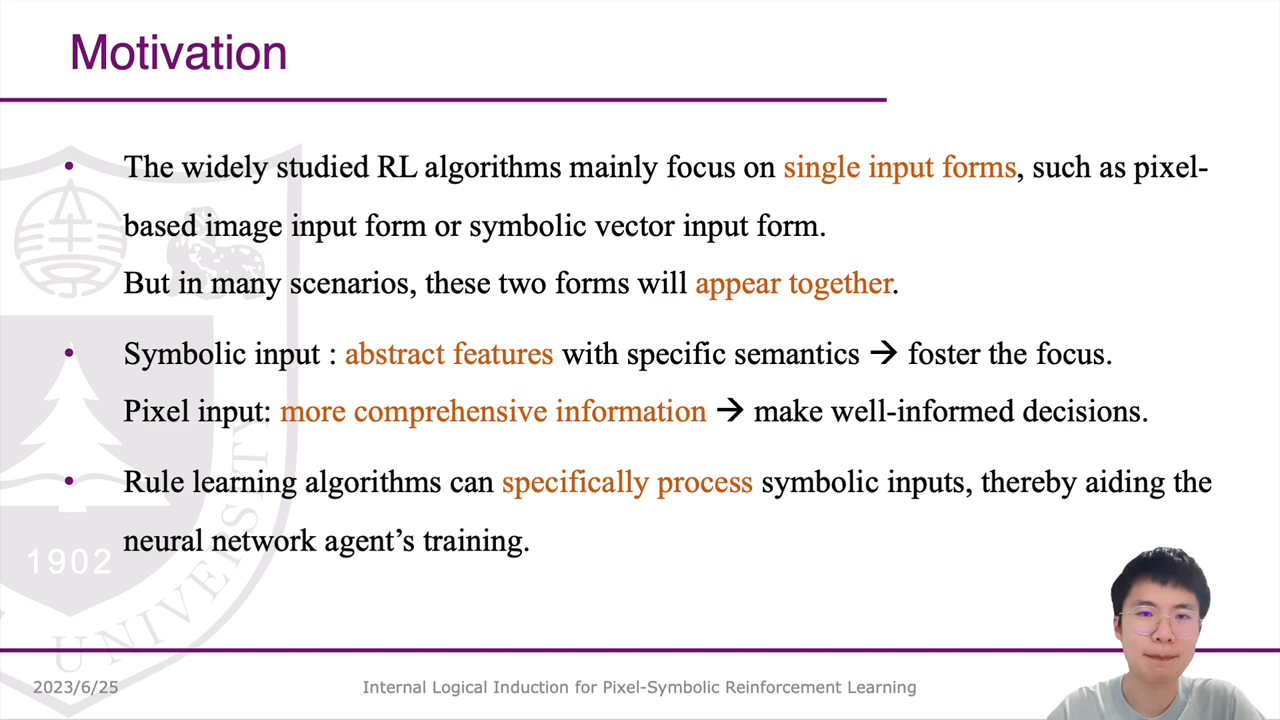 Motivation
• The widely studied RL algorithms mainly focus on single input forms, such as pixel-
based image input form or symbolic vector input form.
But in many scenarios, these two forms will appear together.
• Symbolic input : abstract features with specific semantics → foster the focus.
Pixel input: more comprehensive information → make well-informed decisions.
• Rule learning algorithms can specifically process symbolic inputs, thereby aiding the
neural network agent’s training.
1902
UNIVERSITY
2023/6/25
Internal Logical Induction for Pixel-Symbolic Reinforcement Learning